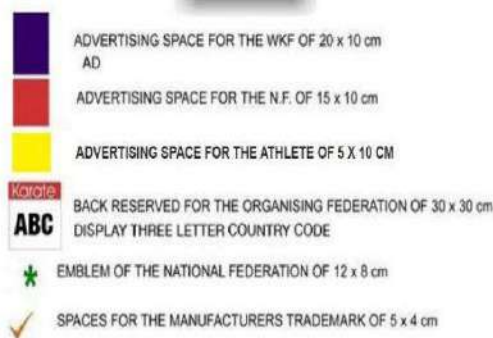 ADVERTISING SPACE FOR THE WKF OF 20 x 10 cm
AD
ADVERTISING SPACE FOR THE N.F. OF 15 x 10 cm
ADVERTISING SPACE FOR THE ATHLETE OF 5 X 10 CM
Karate
ABC
BACK RESERVED FOR THE ORGANISING FEDERATION OF 30 x 30 cm
DISPLAY THREE LETTER COUNTRY CODE
EMBLEM OF THE NATIONAL FEDERATION OF 12 x 8 cm
SPACES FOR THE MANUFACTURERS TRADEMARK OF 5 x 4 cm